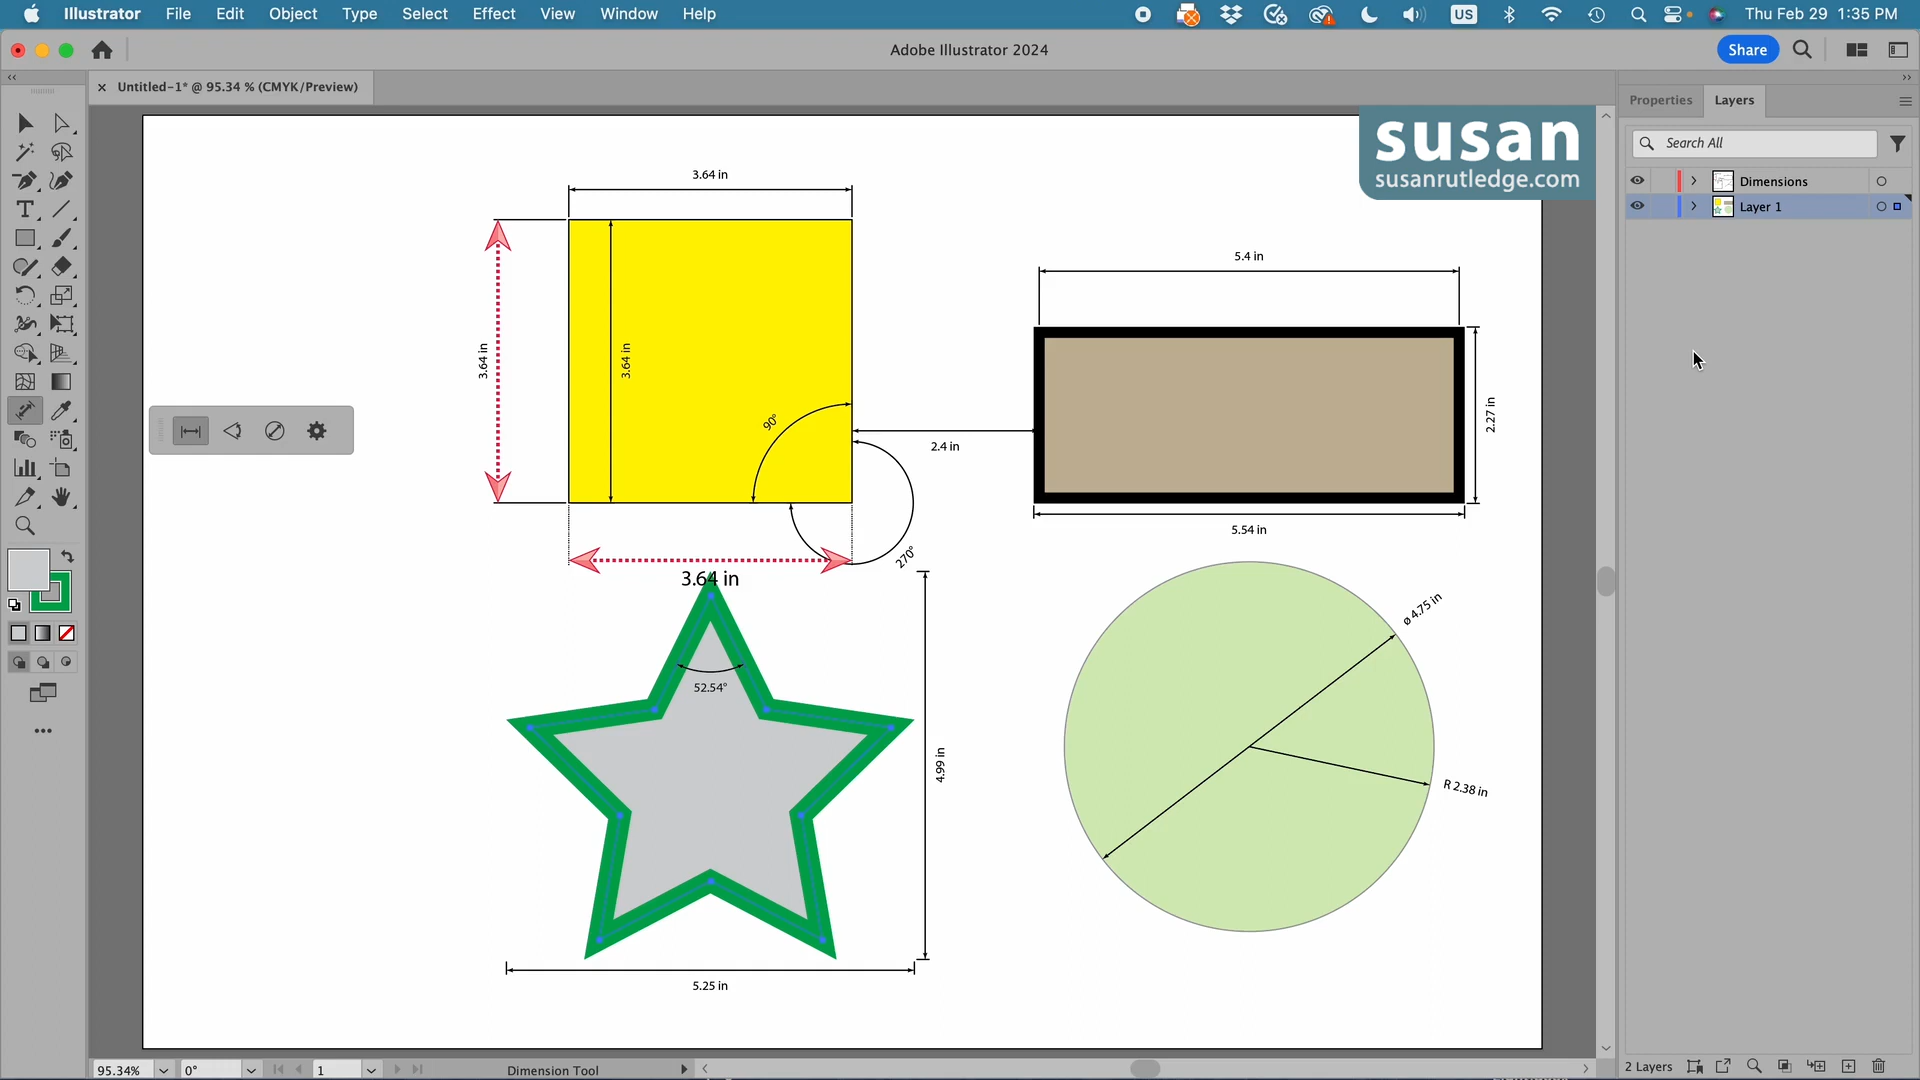 Illustrator File Edit Object Type Select Effect View Window Help US Thu Feb 29 1:35 PM
Adobe Illustrator 2024
Share
Untitled-1* @ 95.34 % (CMYK/Preview)
Properties Layers
susan
susanrutledge.com
Search All
Dimensions
Layer 1
3.64 in
5.4 in
3.64 in
3.64 in
90°
2.4 in
2.27 in
5.54 in
270°
3.64 in
ø 4.75 in
52.54°
4.99 in
R 2.38 in
5.25 in
95.34% 0° 1 Dimension Tool
2 Layers